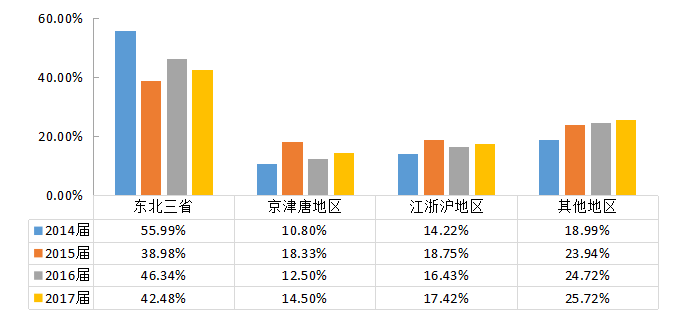 60.00%
40.00%
20.00%
0.00%
东北三省 京津唐地区 江浙沪地区 其他地区
2014届 55.99% 10.80% 14.22% 18.99%
2015届 38.98% 18.33% 18.75% 23.94%
2016届 46.34% 12.50% 16.43% 24.72%
2017届 42.48% 14.50% 17.42% 25.72%